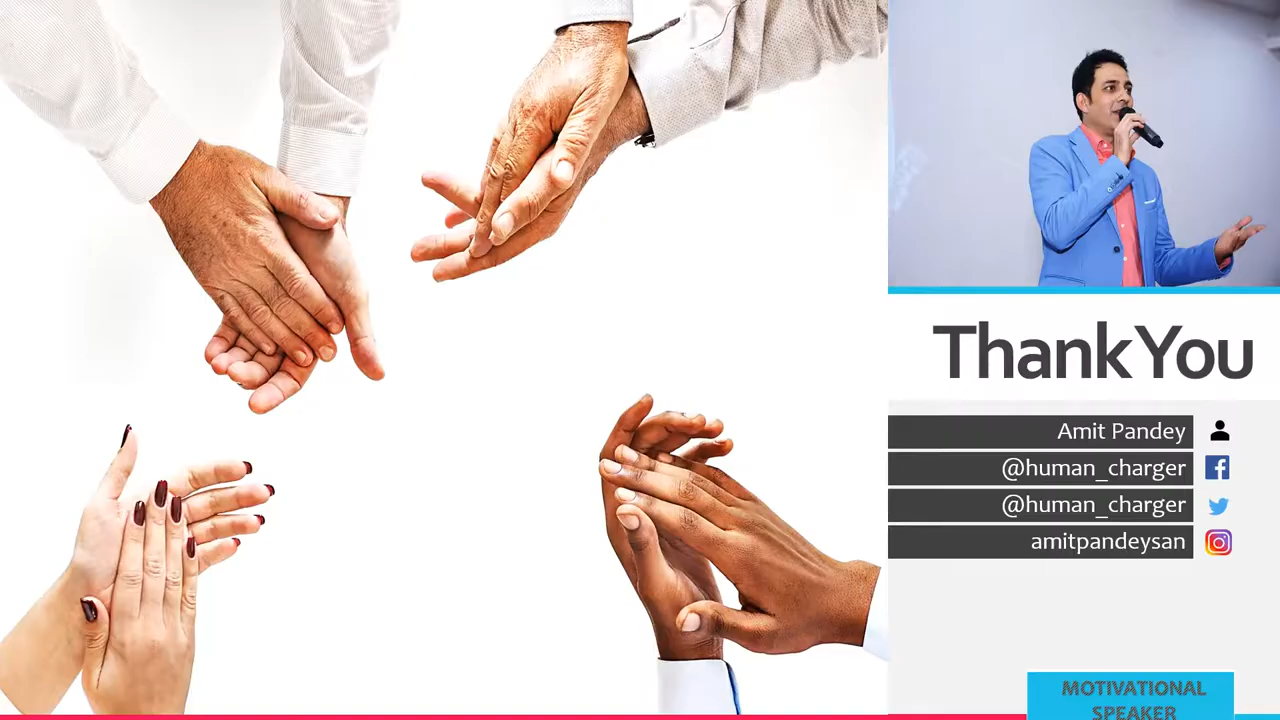 Thank You
Amit Pandey
@human_charger
@human_charger
amitpandeysan
MOTIVATIONAL
SPEAKER